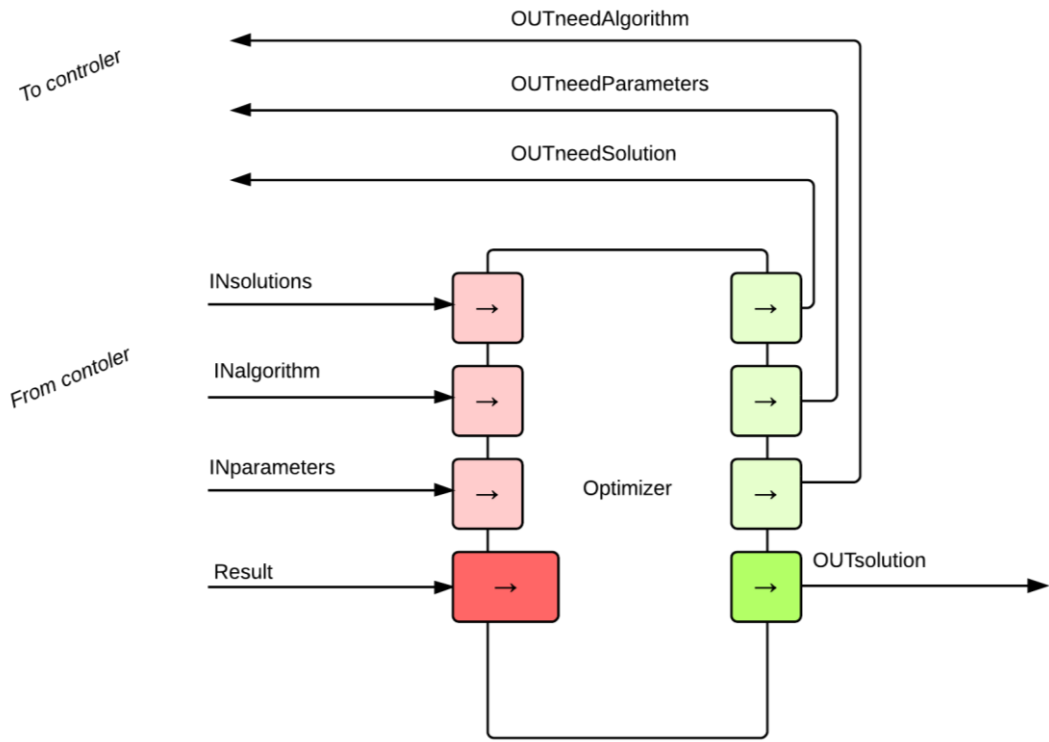 OUTneedAlgorithm
To controler
OUTneedParameters
OUTneedSolution
INsolutions
→ →
From contoler
INalgorithm
→ →
INparameters
→ Optimizer →
Result
→ → OUTsolution